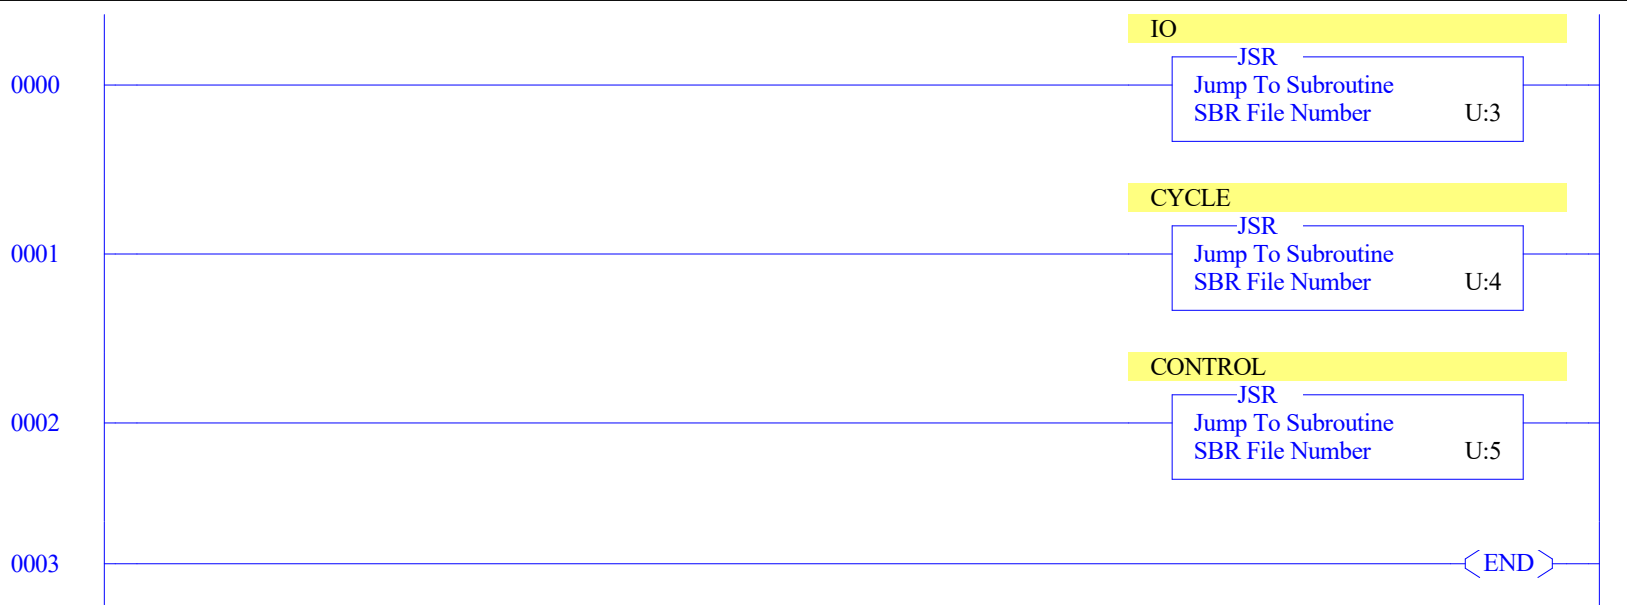 IO
JSR
0000
Jump To Subroutine
SBR File Number U:3
CYCLE
JSR
0001
Jump To Subroutine
SBR File Number U:4
CONTROL
JSR
0002
Jump To Subroutine
SBR File Number U:5
0003
END